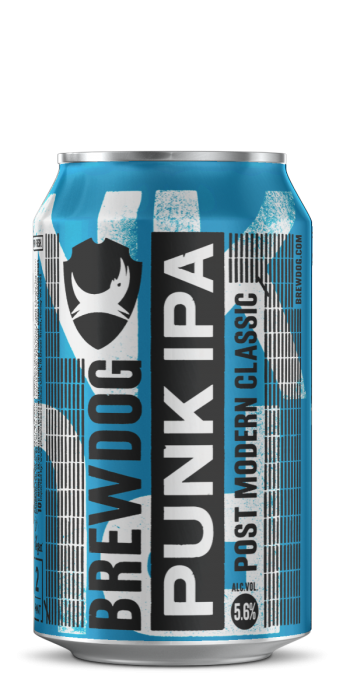 BREWDOG
PUNK IPA
POST MODERN CLASSIC
ALC.VOL.
5.6%
BREWDOG.COM